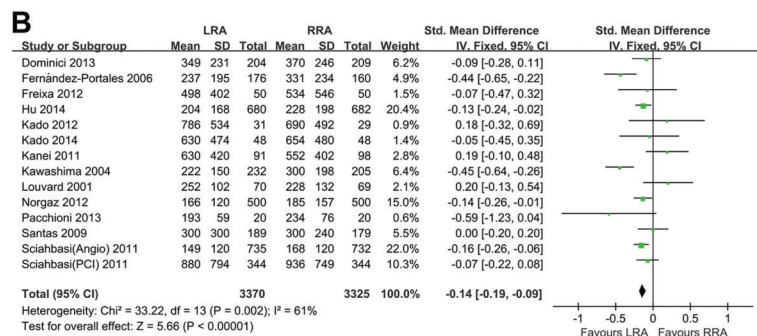 B
LRA RRA Std. Mean Difference Std. Mean Difference
Study or Subgroup Mean SD Total Mean SD Total Weight IV, Fixed, 95% CI IV, Fixed, 95% CI
Dominici 2013 349 231 204 370 246 209 6.2% -0.09 [-0.28, 0.11]
Fernández-Portales 2006 237 195 176 331 234 160 4.9% -0.44 [-0.65, -0.22]
Freixa 2012 498 402 50 534 546 50 1.5% -0.07 [-0.47, 0.32]
Hu 2014 204 168 680 228 198 682 20.4% -0.13 [-0.24, -0.02]
Kado 2012 786 534 31 690 492 29 0.9% 0.18 [-0.32, 0.69]
Kado 2014 630 474 48 654 480 48 1.4% -0.05 [-0.45, 0.35]
Kanei 2011 630 420 91 552 402 98 2.8% 0.19 [-0.10, 0.48]
Kawashima 2004 222 150 232 300 198 205 6.4% -0.45 [-0.64, -0.26]
Louvard 2001 252 102 70 228 132 69 2.1% 0.20 [-0.13, 0.54]
Norgaz 2012 166 120 500 185 157 500 15.0% -0.14 [-0.26, -0.01]
Pacchioni 2013 193 59 20 234 76 20 0.6% -0.59 [-1.23, 0.04]
Santas 2009 300 300 189 300 240 179 5.5% 0.00 [-0.20, 0.20]
Sciahbasi(Angio) 2011 149 120 735 168 120 732 22.0% -0.16 [-0.26, -0.06]
Sciahbasi(PCI) 2011 880 794 344 936 749 344 10.3% -0.07 [-0.22, 0.08]
Total (95% CI) 3370 3325 100.0% -0.14 [-0.19, -0.09]
Heterogeneity: Chi² = 33.22, df = 13 (P = 0.002); I² = 61%
Test for overall effect: Z = 5.66 (P < 0.00001)
-1 -0.5 0 0.5 1
Favours LRA Favours RRA